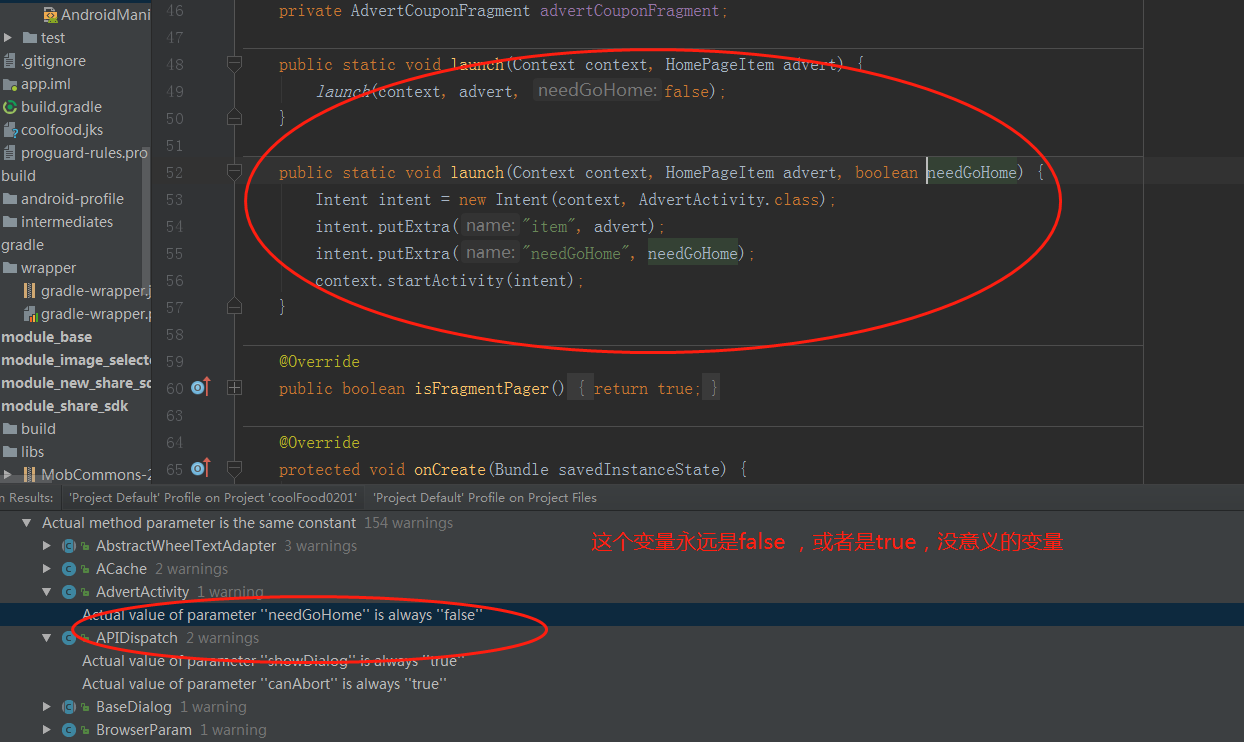 AndroidMani
test
.gitignore
app.iml
build.gradle
coolfood.jks
proguard-rules.pro
build
android-profile
intermediates
gradle
wrapper
gradle-wrapper.j
gradle-wrapper.p
module_base
module_image_selecto
module_new_share_sd
module_share_sdk
build
libs
MobCommons-2
46 private AdvertCouponFragment advertCouponFragment;
47
48 public static void launch(Context context, HomePageItem advert) {
49 launch(context, advert, needGoHome: false);
50 }
51
52 public static void launch(Context context, HomePageItem advert, boolean needGoHome) {
53 Intent intent = new Intent(context, AdvertActivity.class);
54 intent.putExtra( name: "item", advert);
55 intent.putExtra( name: "needGoHome", needGoHome);
56 context.startActivity(intent);
57 }
58
59 @Override
60 public boolean isFragmentPager() { return true; }
63
64 @Override
65 protected void onCreate(Bundle savedInstanceState) {
n Results: 'Project Default' Profile on Project 'coolFood0201' 'Project Default' Profile on Project Files
Actual method parameter is the same constant 154 warnings
AbstractWheelTextAdapter 3 warnings
ACache 2 warnings
AdvertActivity 1 warning
Actual value of parameter ''needGoHome'' is always ''false''
APIDispatch 2 warnings
Actual value of parameter ''showDialog'' is always ''true''
Actual value of parameter ''canAbort'' is always ''true''
BaseDialog 1 warning
BrowserParam 1 warning
这个变量永远是false ，或者是true，没意义的变量